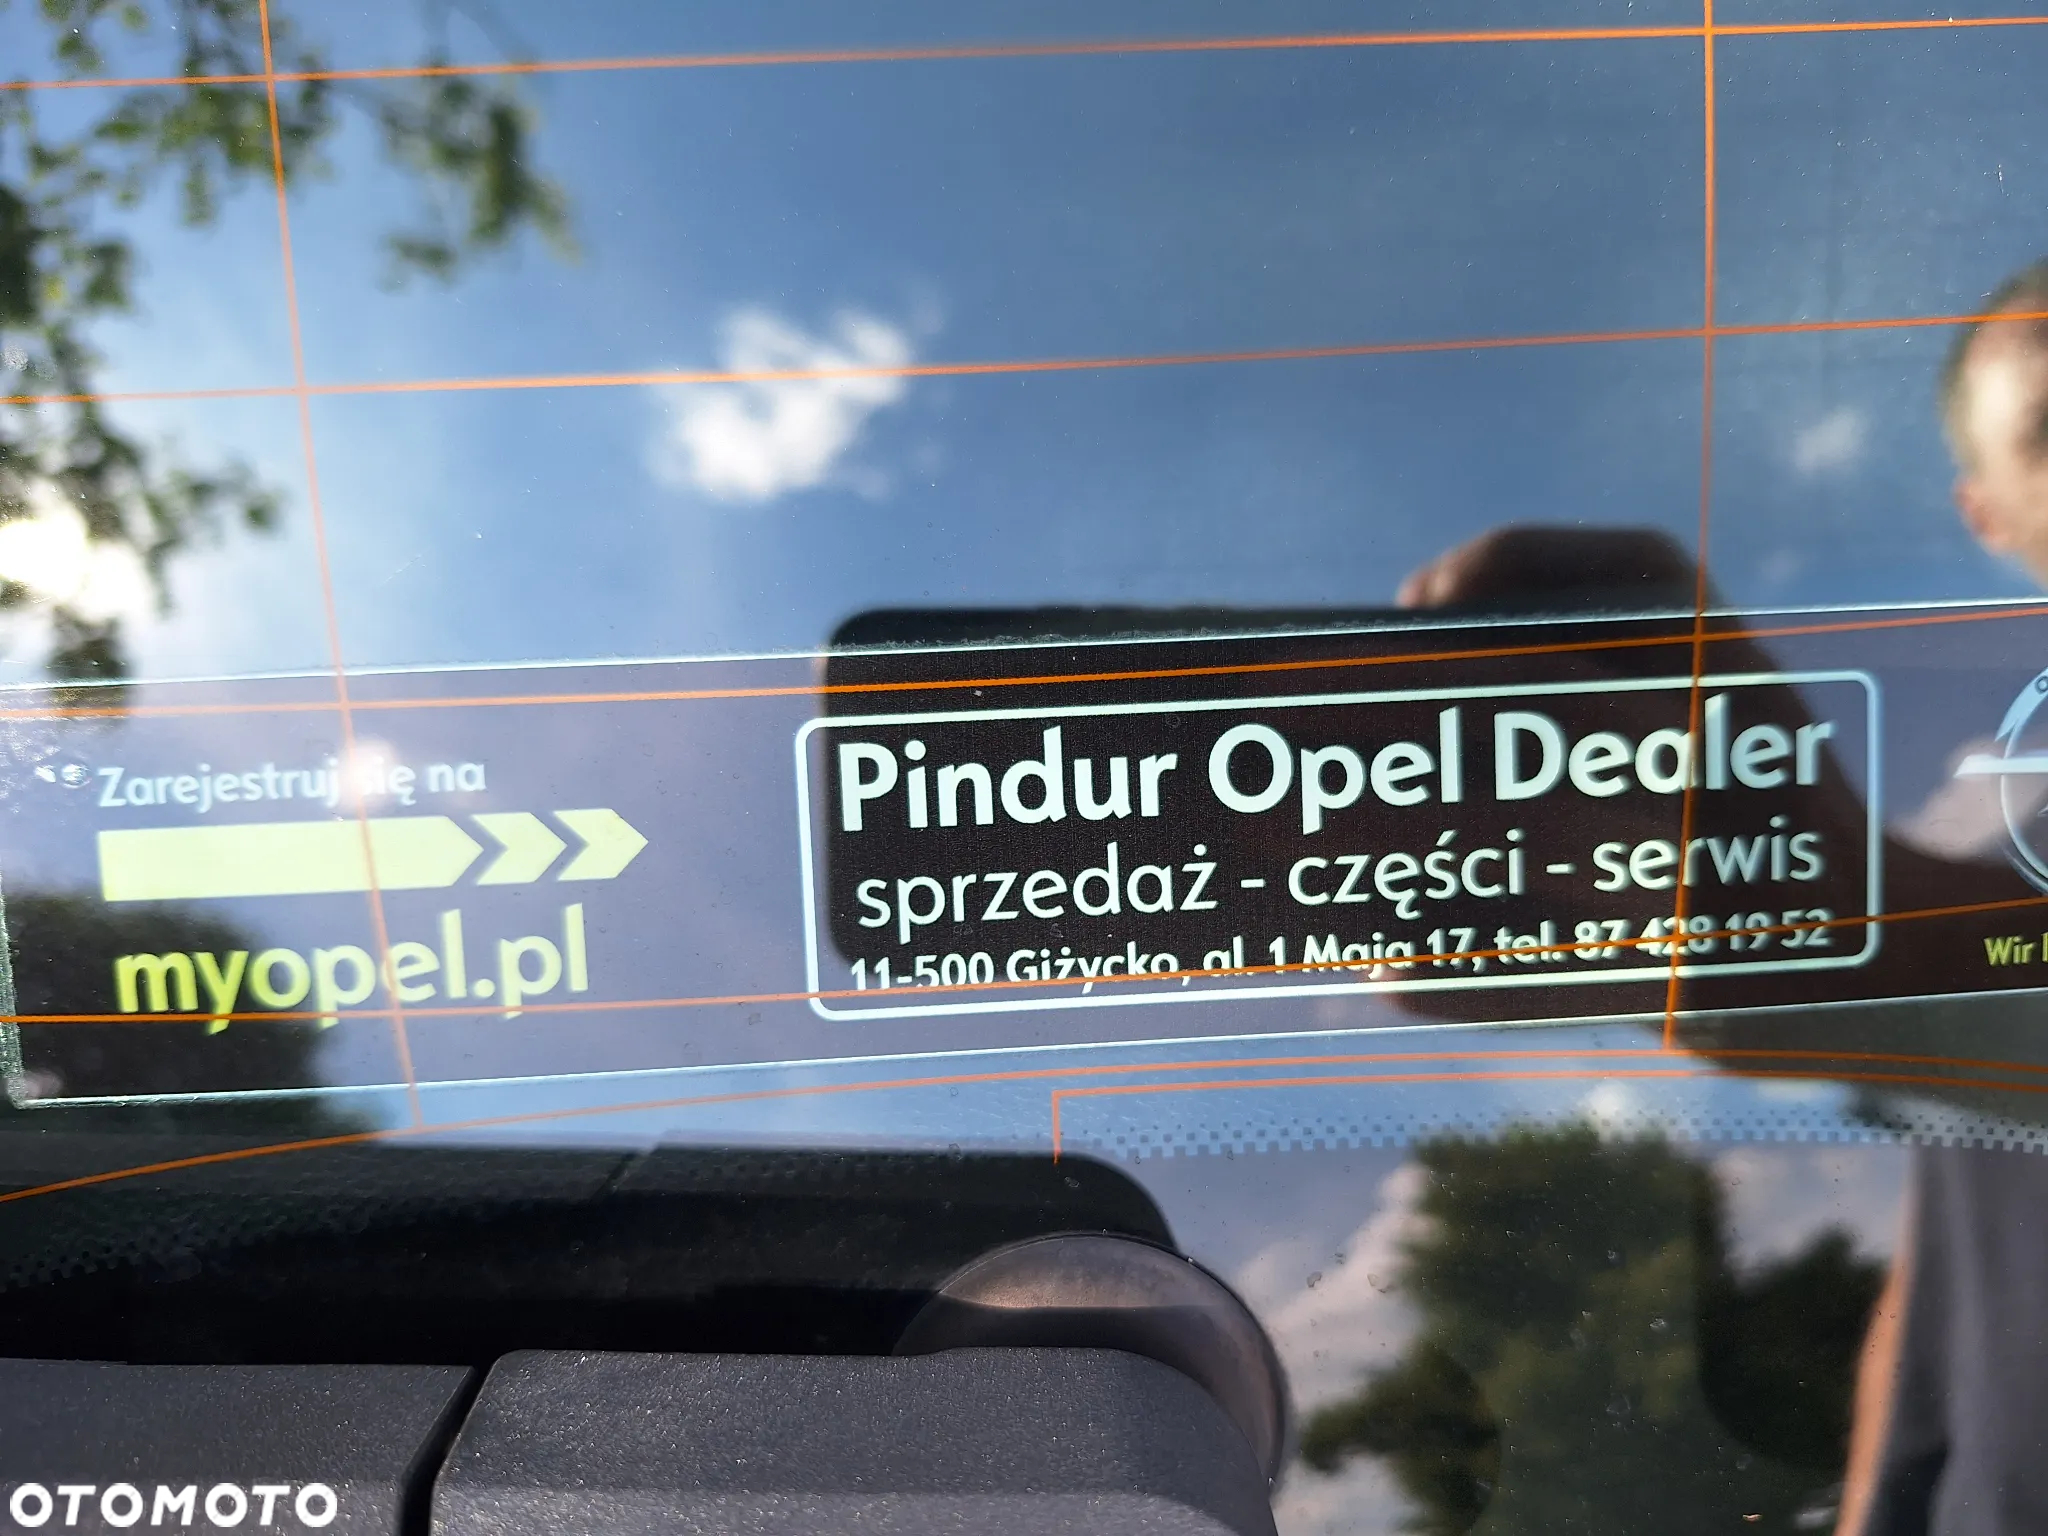 Zarejestruj się na
myopel.pl
Pindur Opel Dealer
sprzedaż - części - serwis
11-500 Giżycko, al. 1 Maja 17, tel. 87 428 19 52
Wir
OTOMOTO